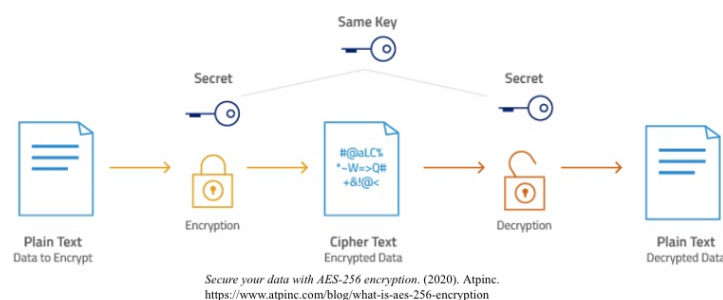 Same Key
Secret
Secret
#@aLC%
*~W=>Q#
+&!@<
Encryption
Decryption
Plain Text
Data to Encrypt
Cipher Text
Encrypted Data
Plain Text
Decrypted Data
Secure your data with AES-256 encryption. (2020). Atpinc.
https://www.atpinc.com/blog/what-is-aes-256-encryption